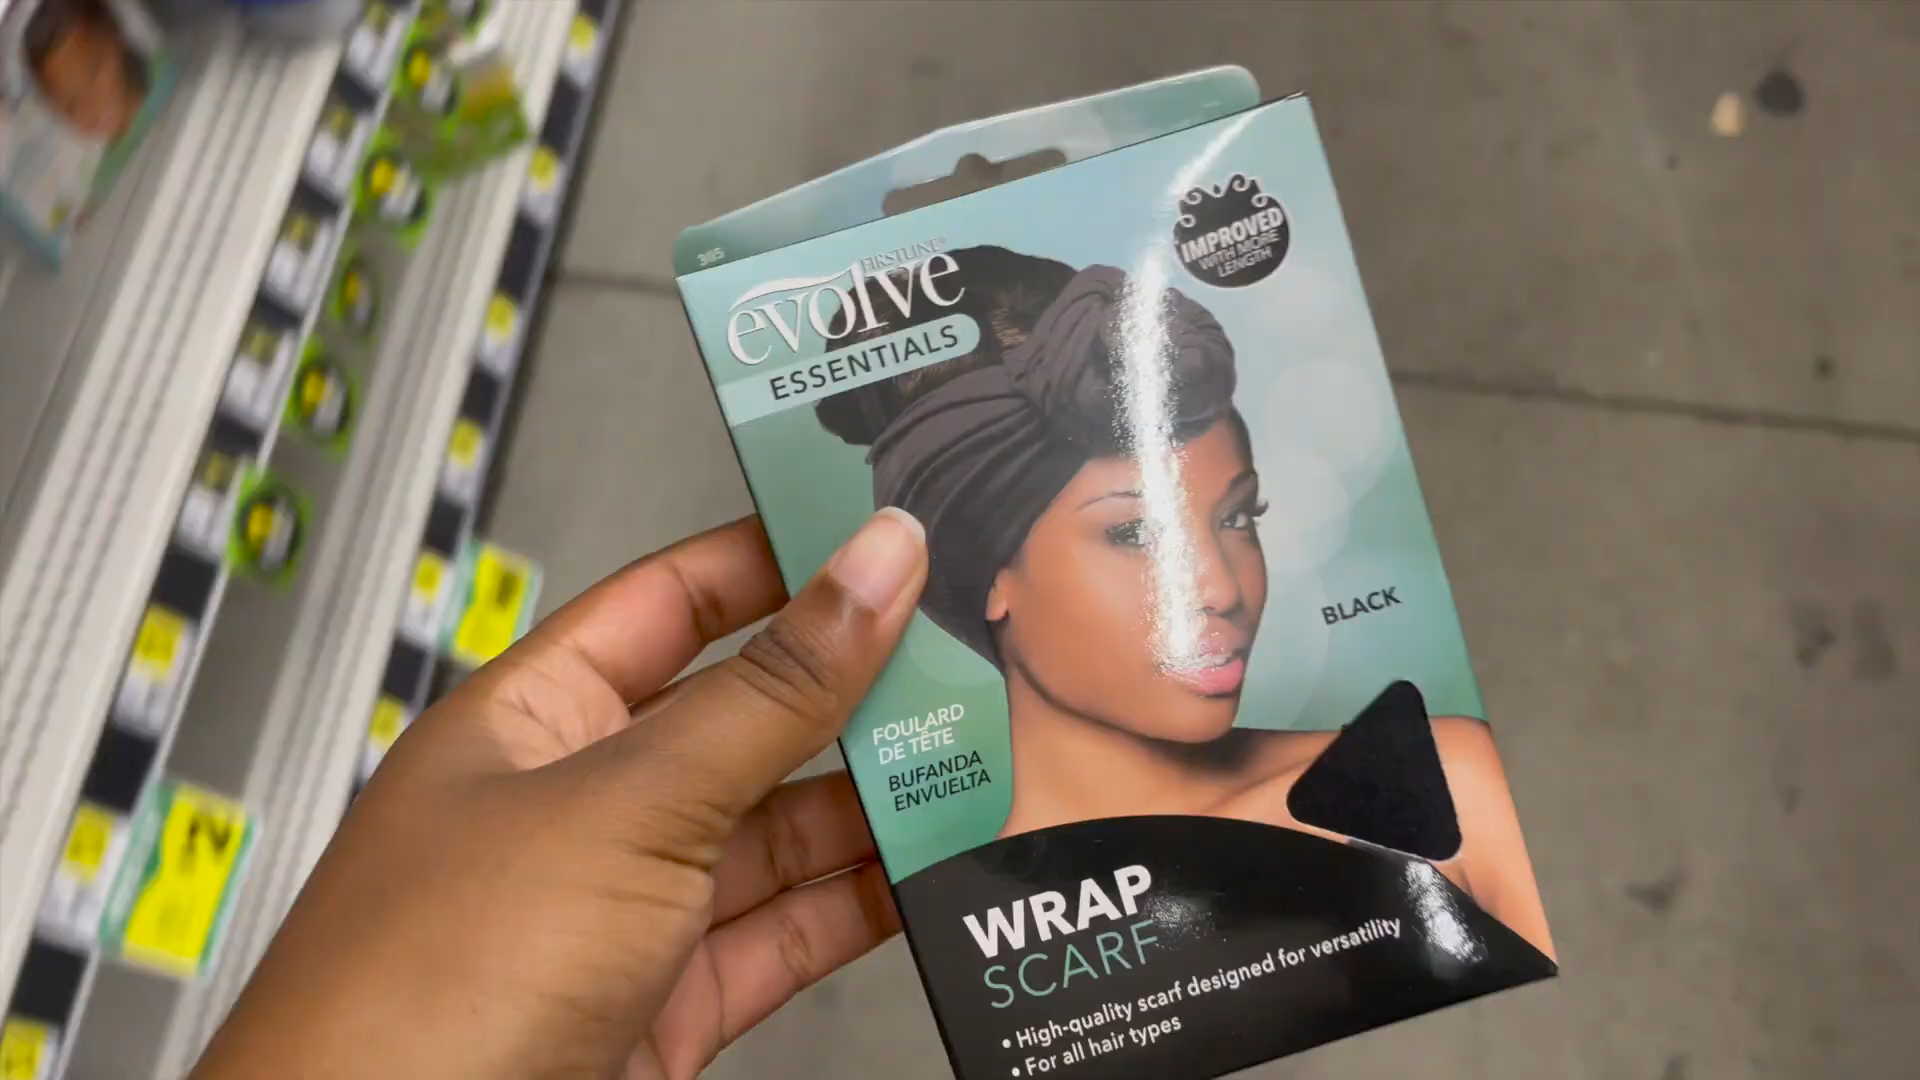 305
FIRSTLINE
evolve
ESSENTIALS
IMPROVED
WITH MORE
LENGTH
BLACK
FOULARD
DE TÊTE
BUFANDA
ENVUELTA
WRAP
SCARF
• High-quality scarf designed for versatility
• For all hair types